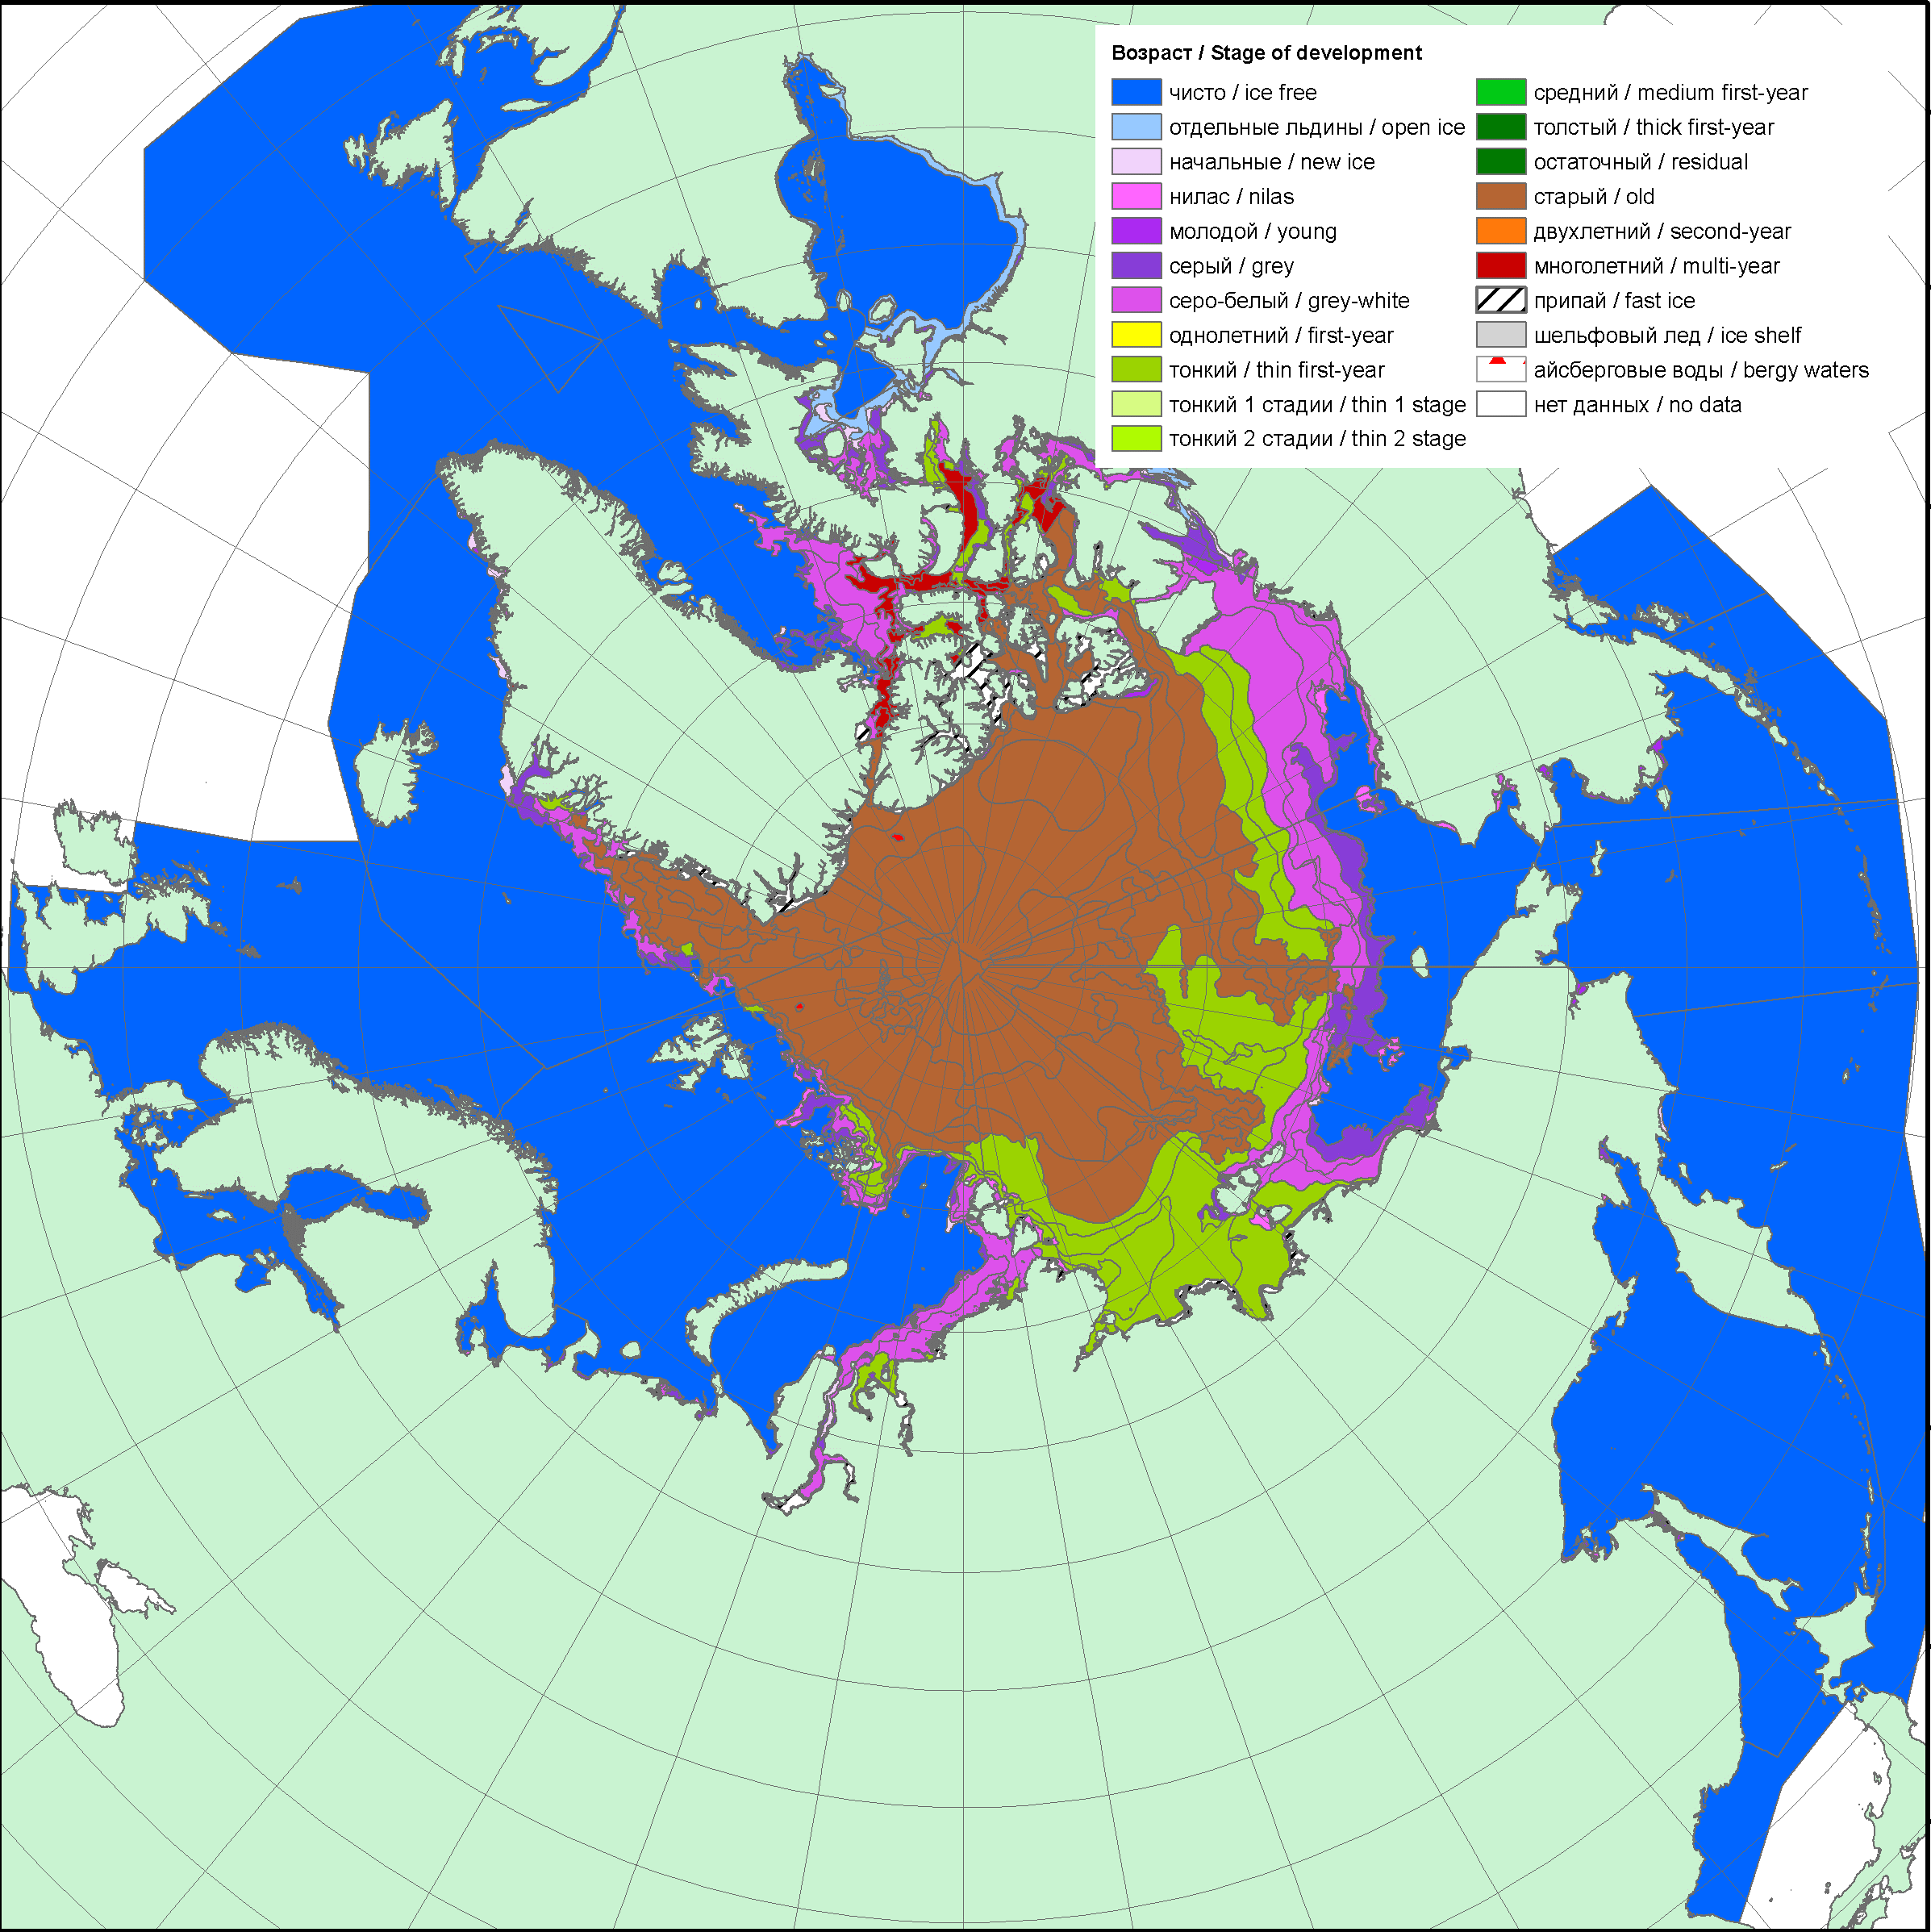 Возраст / Stage of development
чисто / ice free
отдельные льдины / open ice
начальные / new ice
нилас / nilas
молодой / young
серый / grey
серо-белый / grey-white
однолетний / first-year
тонкий / thin first-year
тонкий 1 стадии / thin 1 stage
тонкий 2 стадии / thin 2 stage
средний / medium first-year
толстый / thick first-year
остаточный / residual
старый / old
двухлетний / second-year
многолетний / multi-year
припай / fast ice
шельфовый лед / ice shelf
айсберговые воды / bergy waters
нет данных / no data